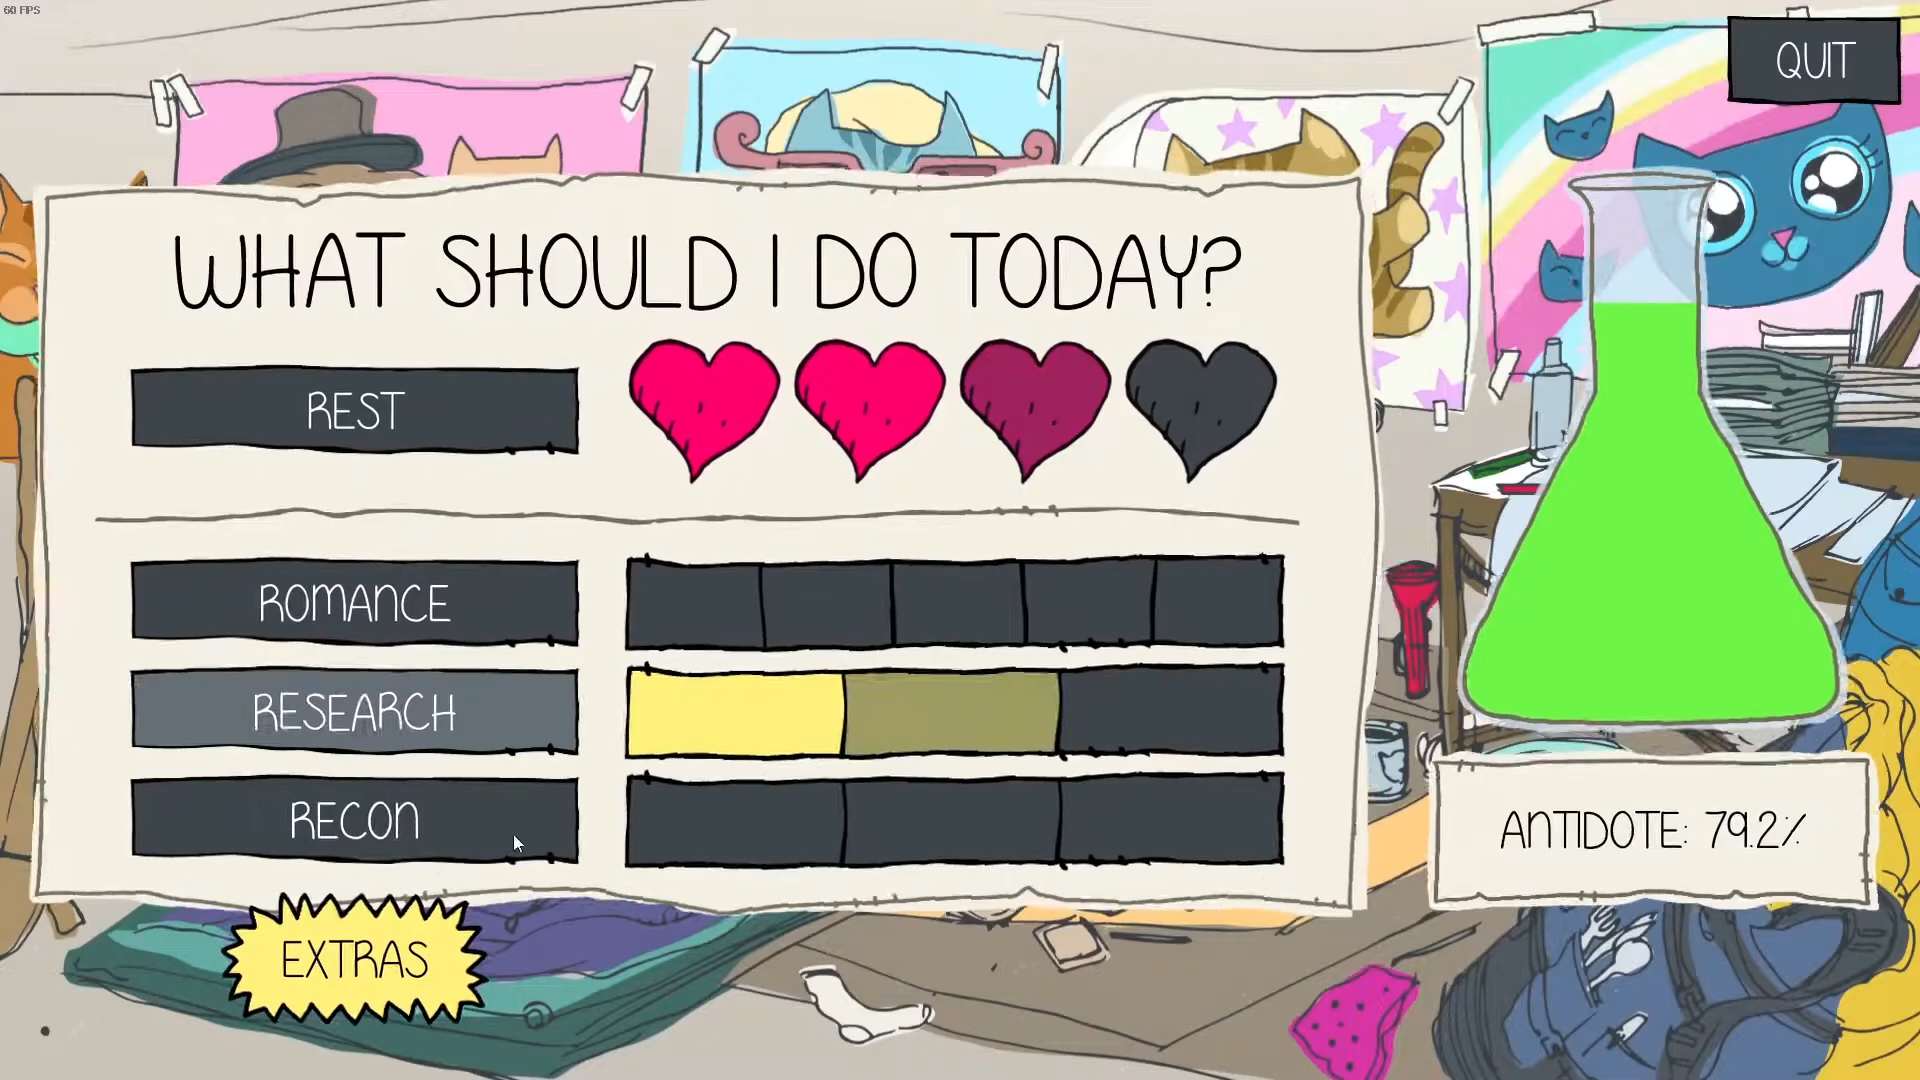 60 FPS
QUIT
WHAT SHOULD I DO TODAY?
REST
ROMANCE
RESEARCH
RECON
ANTIDOTE: 79.2%
EXTRAS